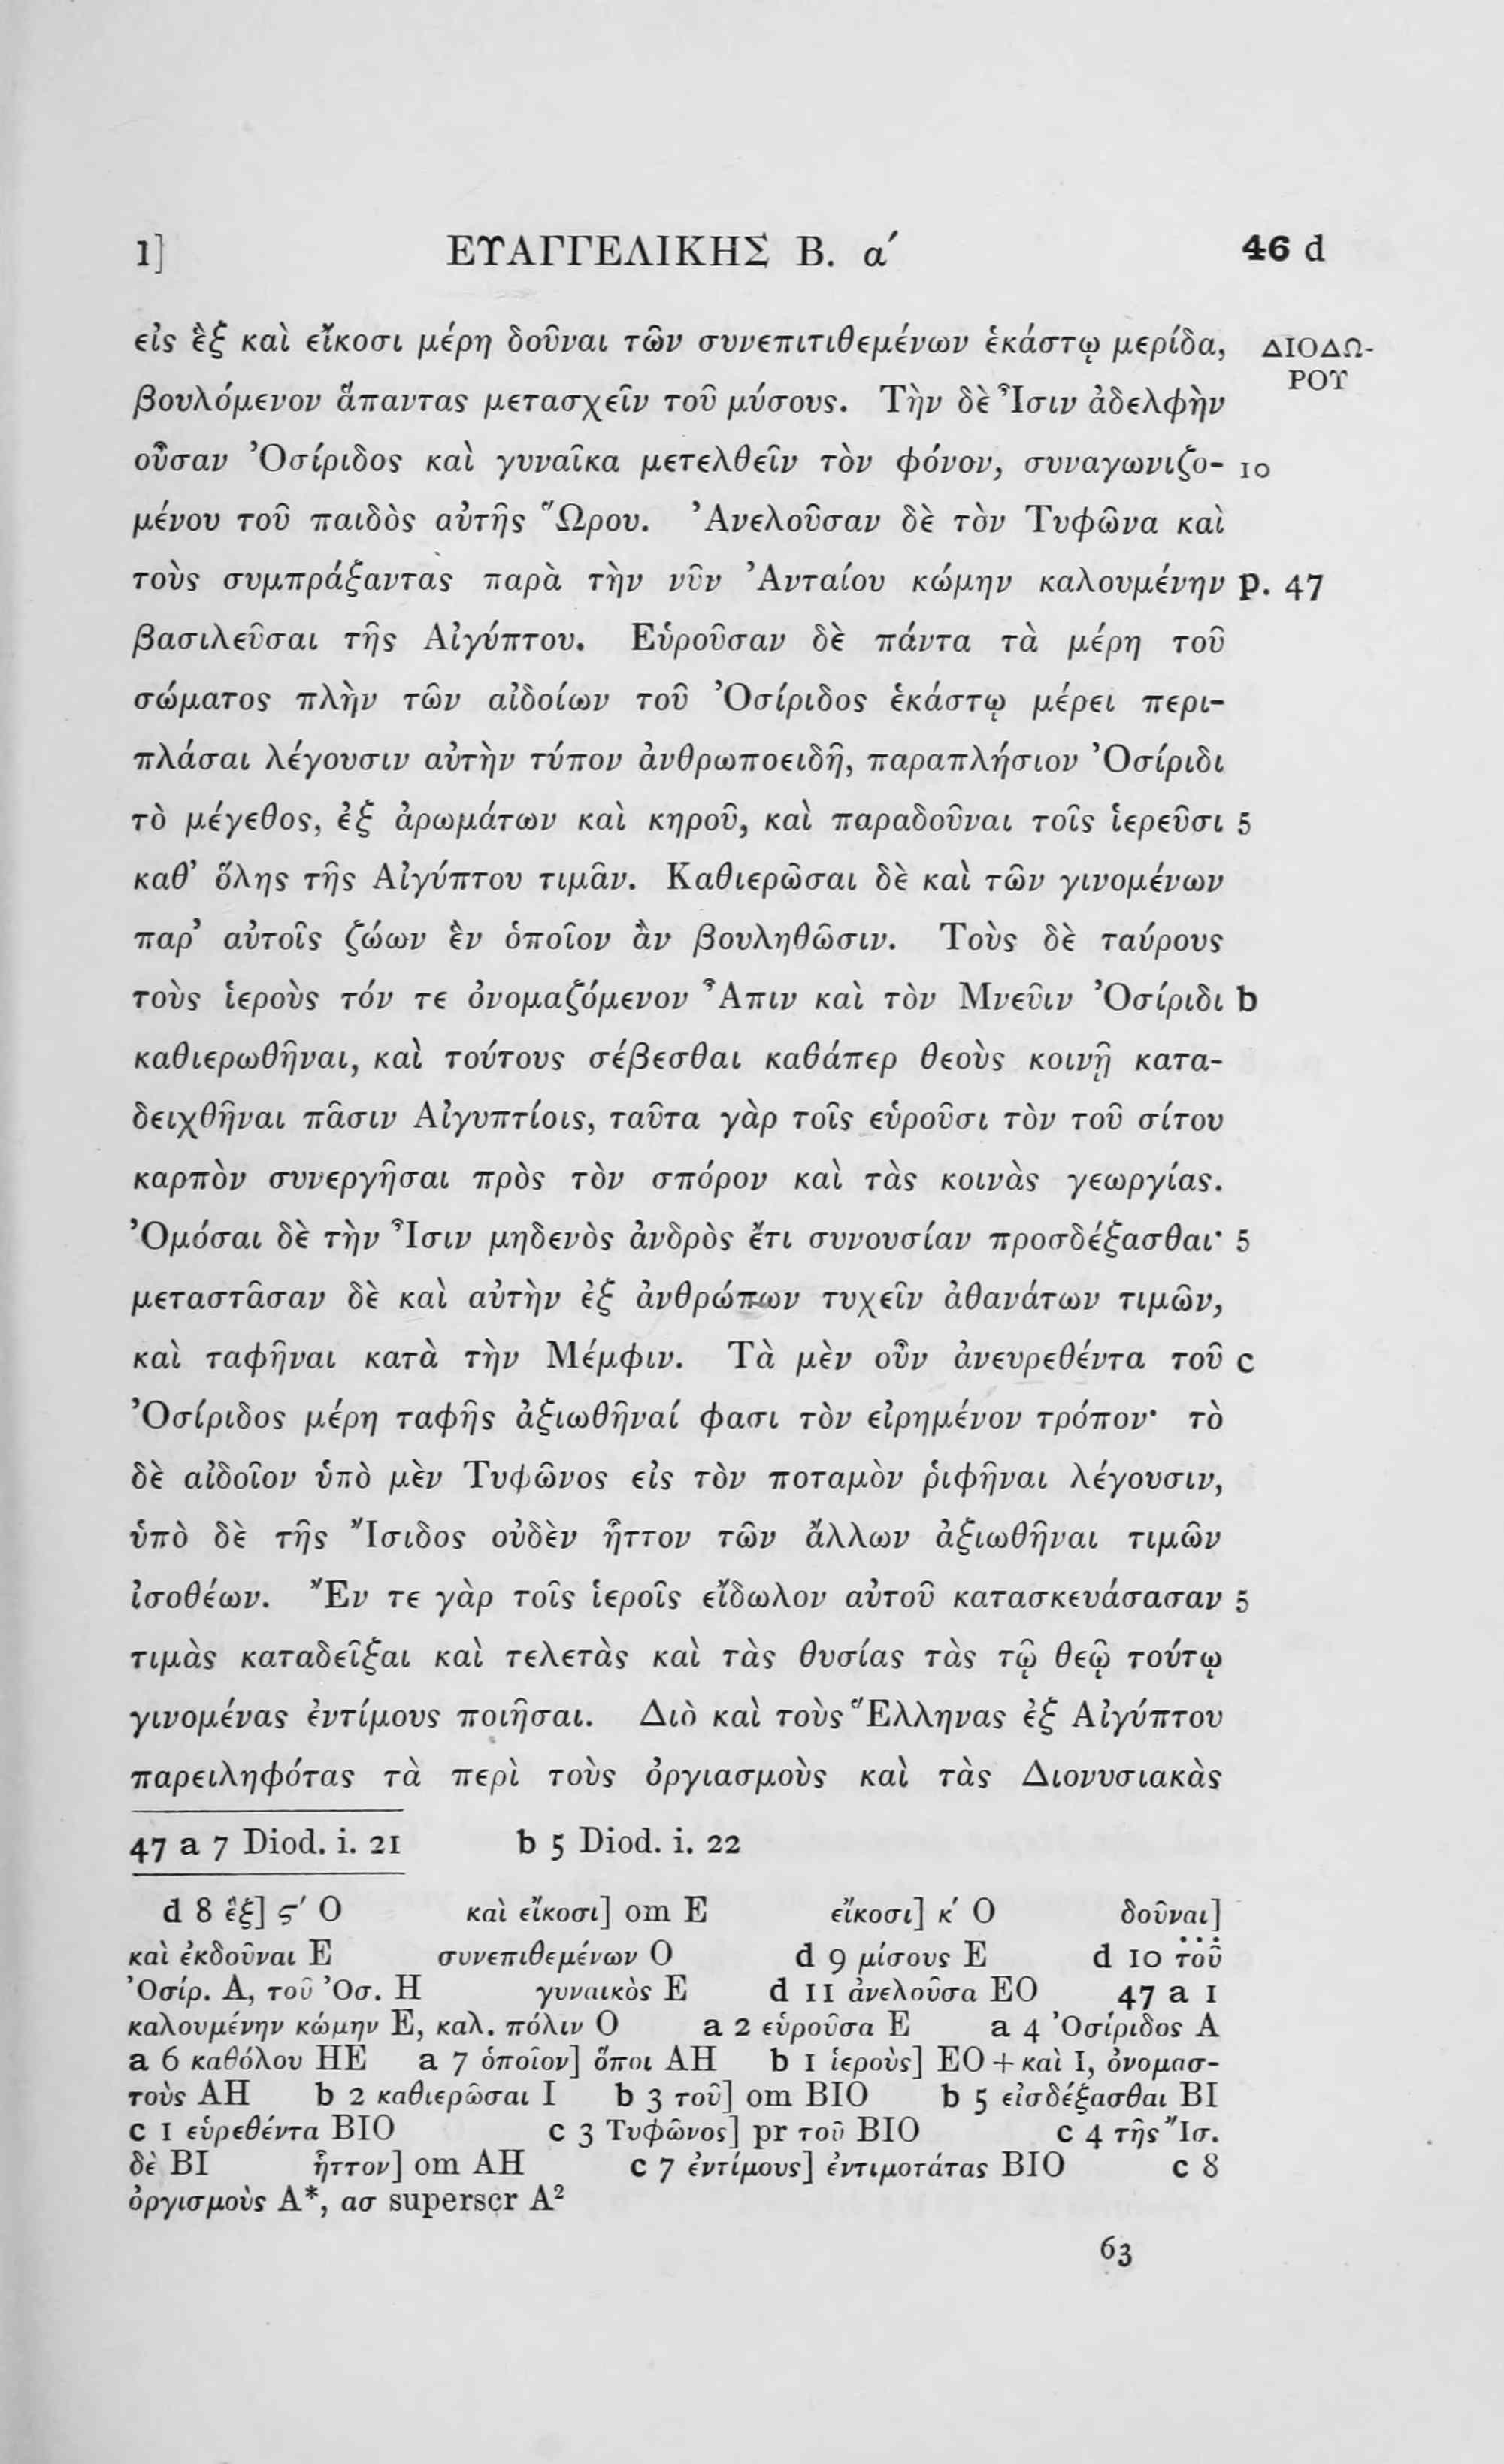 1] ΕΥΑΓΓΕΛΙΚΗΣ Β. α′ 46 d
εἰς ἓξ καὶ εἴκοσι μέρη δοῦναι τῶν συνεπιτιθεμένων ἑκάστῳ μερίδα, ΔΙΟΔΩ-
βουλόμενον ἅπαντας μετασχεῖν τοῦ μύσους. Τὴν δὲ Ἶσιν ἀδελφὴν ΡΟΥ
οὖσαν Ὀσίριδος καὶ γυναῖκα μετελθεῖν τὸν φόνον, συναγωνιζο- 10
μένου τοῦ παιδὸς αὐτῆς Ὥρου. Ἀνελοῦσαν δὲ τὸν Τυφῶνα καὶ
τοὺς συμπράξαντας παρὰ τὴν νῦν Ἀνταίου κώμην καλουμένην p. 47
βασιλεῦσαι τῆς Αἰγύπτου. Εὑροῦσαν δὲ πάντα τὰ μέρη τοῦ
σώματος πλὴν τῶν αἰδοίων τοῦ Ὀσίριδος ἑκάστῳ μέρει περι-
πλάσαι λέγουσιν αὐτὴν τύπον ἀνθρωποειδῆ, παραπλήσιον Ὀσίριδι
τὸ μέγεθος, ἐξ ἀρωμάτων καὶ κηροῦ, καὶ παραδοῦναι τοῖς ἱερεῦσι 5
καθ’ ὅλης τῆς Αἰγύπτου τιμᾶν. Καθιερῶσαι δὲ καὶ τῶν γινομένων
παρ’ αὐτοῖς ζώων ἓν ὁποῖον ἂν βουληθῶσιν. Τοὺς δὲ ταύρους
τοὺς ἱεροὺς τόν τε ὀνομαζόμενον Ἆπιν καὶ τὸν Μνεῦιν Ὀσίριδι b
καθιερωθῆναι, καὶ τούτους σέβεσθαι καθάπερ θεοὺς κοινῇ κατα-
δειχθῆναι πᾶσιν Αἰγυπτίοις, ταῦτα γὰρ τοῖς εὑροῦσι τὸν τοῦ σίτου
καρπὸν συνεργῆσαι πρὸς τὸν σπόρον καὶ τὰς κοινὰς γεωργίας.
Ὀμόσαι δὲ τὴν Ἶσιν μηδενὸς ἀνδρὸς ἔτι συνουσίαν προσδέξασθαι· 5
μεταστᾶσαν δὲ καὶ αὐτὴν ἐξ ἀνθρώπων τυχεῖν ἀθανάτων τιμῶν,
καὶ ταφῆναι κατὰ τὴν Μέμφιν. Τὰ μὲν οὖν ἀνευρεθέντα τοῦ c
Ὀσίριδος μέρη ταφῆς ἀξιωθῆναί φασι τὸν εἰρημένον τρόπον· τὸ
δὲ αἰδοῖον ὑπὸ μὲν Τυφῶνος εἰς τὸν ποταμὸν ῥιφῆναι λέγουσιν,
ὑπὸ δὲ τῆς Ἴσιδος οὐδὲν ἧττον τῶν ἄλλων ἀξιωθῆναι τιμῶν
ἰσοθέων. Ἔν τε γὰρ τοῖς ἱεροῖς εἴδωλον αὐτοῦ κατασκευάσασαν 5
τιμὰς καταδεῖξαι καὶ τελετὰς καὶ τὰς θυσίας τὰς τῷ θεῷ τούτῳ
γινομένας ἐντίμους ποιῆσαι. Διὸ καὶ τοὺς Ἕλληνας ἐξ Αἰγύπτου
παρειληφότας τὰ περὶ τοὺς ὀργιασμοὺς καὶ τὰς Διονυσιακὰς
47 a 7 Diod. i. 21 b 5 Diod. i. 22
d 8 ἓξ] ϛ′ O καὶ εἴκοσι] om E εἴκοσι] κ′ O δοῦναι]
καὶ ἐκδοῦναι E συνεπιθεμένων O d 9 μίσους E d 10 τοῦ
Ὀσίρ. A, τοῦ Ὀσ. H γυναικὸς E d 11 ἀνελοῦσα EO 47 a 1
καλουμένην κώμην E, καλ. πόλιν O a 2 εὑροῦσα E a 4 Ὀσίριδος A
a 6 καθόλου HE a 7 ὁποῖον] ὅποι AH b 1 ἱεροὺς] EO + καὶ I, ὀνομασ-
τοὺς AH b 2 καθιερῶσαι I b 3 τοῦ] om BIO b 5 εἰσδέξασθαι BI
c 1 εὑρεθέντα BIO c 3 Τυφῶνος] pr τοῦ BIO c 4 τῆς Ἴσ.
δὲ BI ἧττον] om AH c 7 ἐντίμους] ἐντιμοτάτας BIO c 8
ὀργισμοὺς A*, ασ superscr A²
63